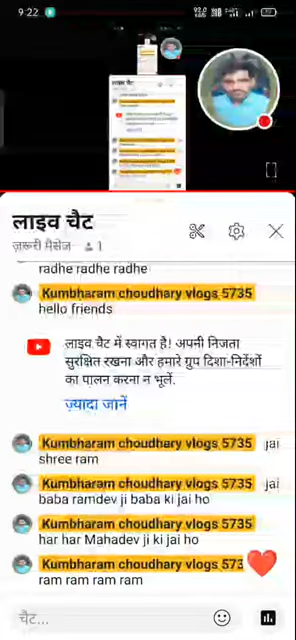 9:22
लाइव चैट
लाइव चैट
ज़रूरी मैसेज 1
radhe radhe radhe
Kumbharam choudhary vlogs 5735
hello friends
लाइव चैट में स्वागत है! अपनी निजता
सुरक्षित रखना और हमारे ग्रुप दिशा-निर्देशों
का पालन करना न भूलें.
ज़्यादा जानें
Kumbharam choudhary vlogs 5735 jai
shree ram
Kumbharam choudhary vlogs 5735 jai
baba ramdev ji baba ki jai ho
Kumbharam choudhary vlogs 5735
har har Mahadev ji ki jai ho
Kumbharam choudhary vlogs 573
ram ram ram ram
चैट...